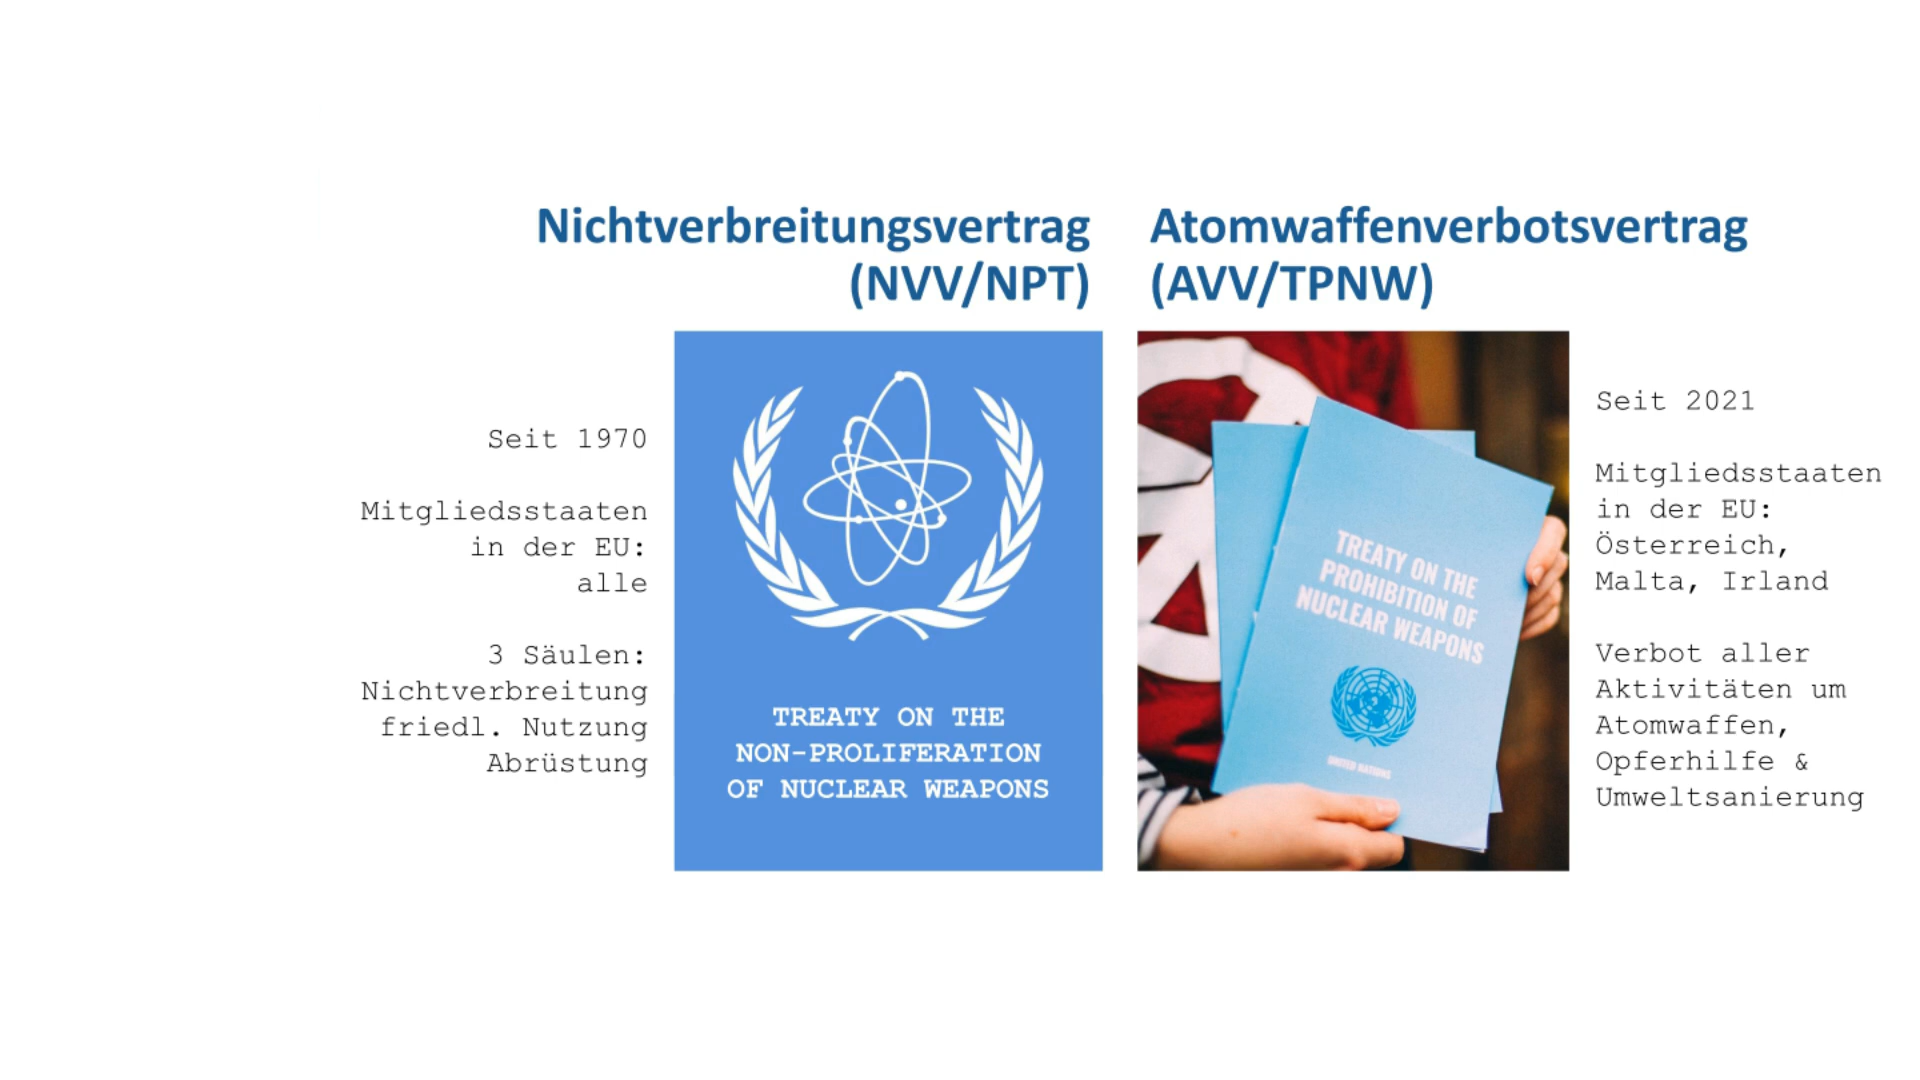 Nichtverbreitungsvertrag
(NVV/NPT)
Seit 1970
Mitgliedsstaaten
in der EU:
alle
3 Säulen:
Nichtverbreitung
friedl. Nutzung
Abrüstung
TREATY ON THE
NON-PROLIFERATION
OF NUCLEAR WEAPONS
Atomwaffenverbotsvertrag
(AVV/TPNW)
TREATY ON THE
PROHIBITION OF
NUCLEAR WEAPONS
UNITED NATIONS
Seit 2021
Mitgliedsstaaten
in der EU:
Österreich,
Malta, Irland
Verbot aller
Aktivitäten um
Atomwaffen,
Opferhilfe &
Umweltsanierung